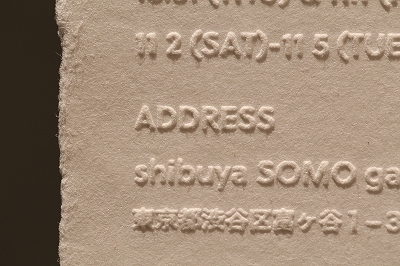 11 2 (SAT)-11 5 (TUE
ADDRESS
shibuya SOMO ga
東京都渋谷区高ヶ谷1-3